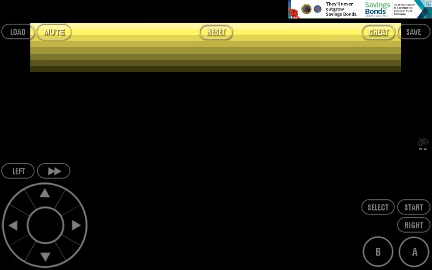 They'll never
outgrow
Savings Bonds.
Savings
Bonds
LOAD
MUTE
RESET
CHEAT
SAVE
LEFT
SELECT
START
RIGHT
B
A